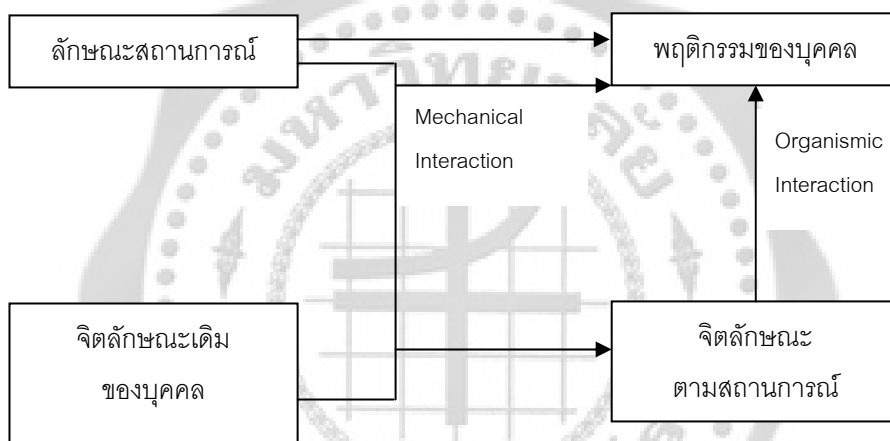 ลักษณะสถานการณ์
พฤติกรรมของบุคคล
Mechanical
Interaction
Organismic
Interaction
จิตลักษณะเดิม
ของบุคคล
จิตลักษณะ
ตามสถานการณ์